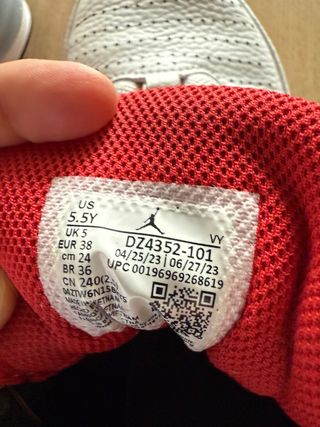 US
5.5Y
UK 5
EUR 38
cm 24
BR 36
CN 240(2
VY
DZ4352-101
04/25/23 | 06/27/23
UPC 00196969268619